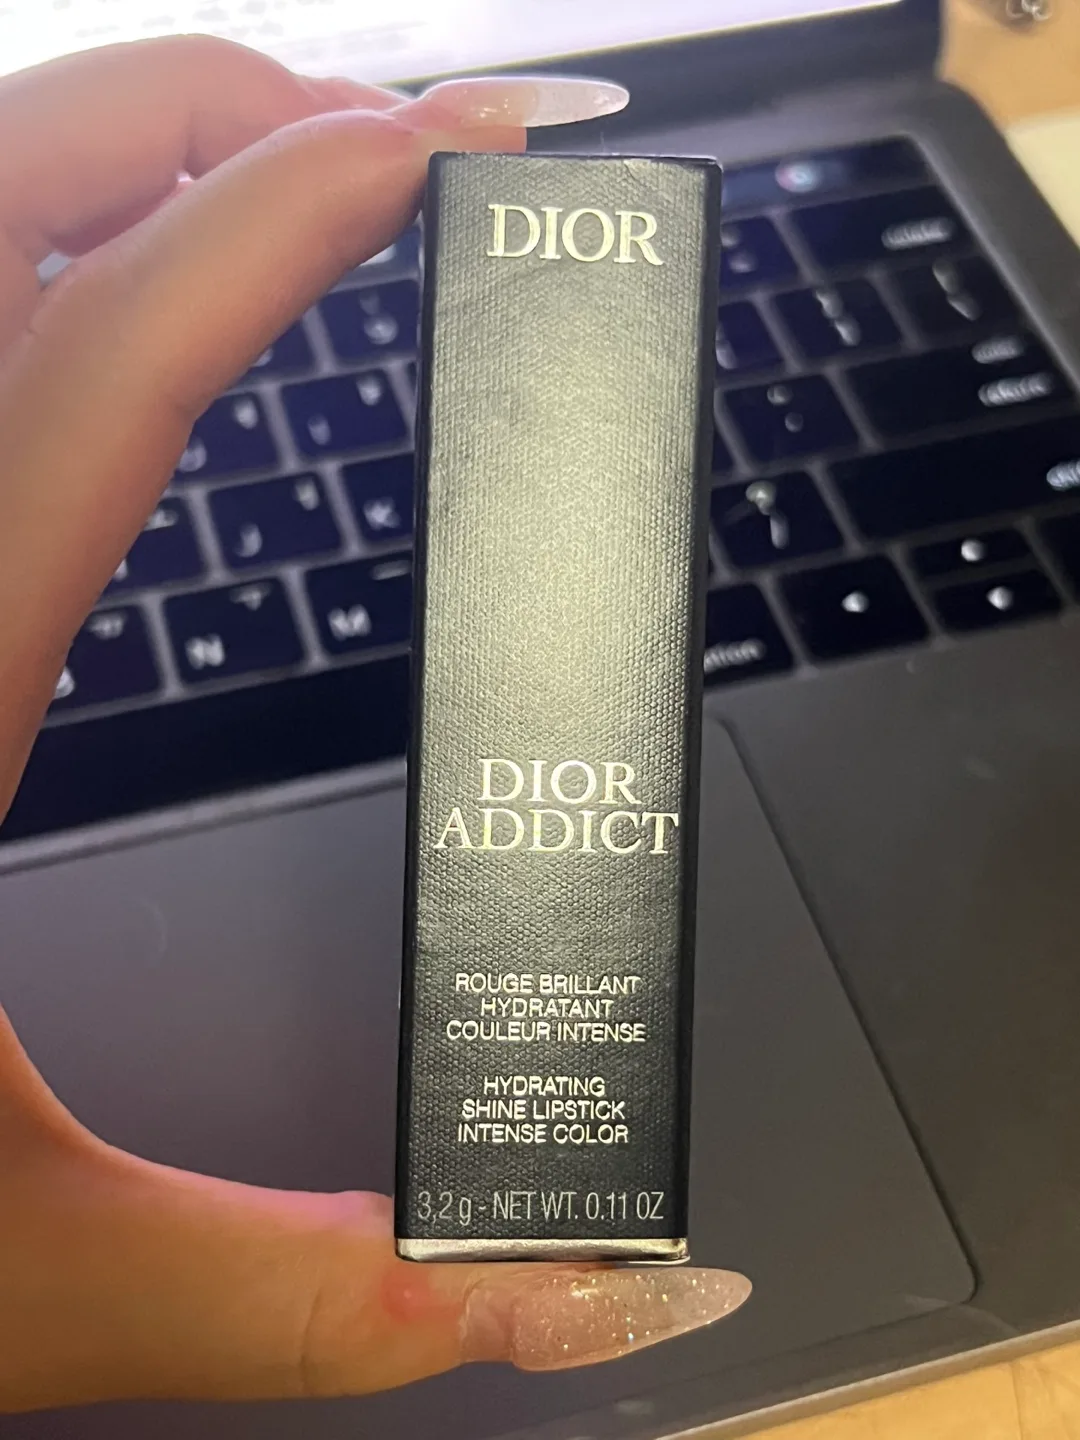 DIOR
DIOR
ADDICT
ROUGE BRILLANT
HYDRATANT
COULEUR INTENSE
HYDRATING
SHINE LIPSTICK
INTENSE COLOR
3,2 g - NET WT. 0.11 OZ
K
N
M